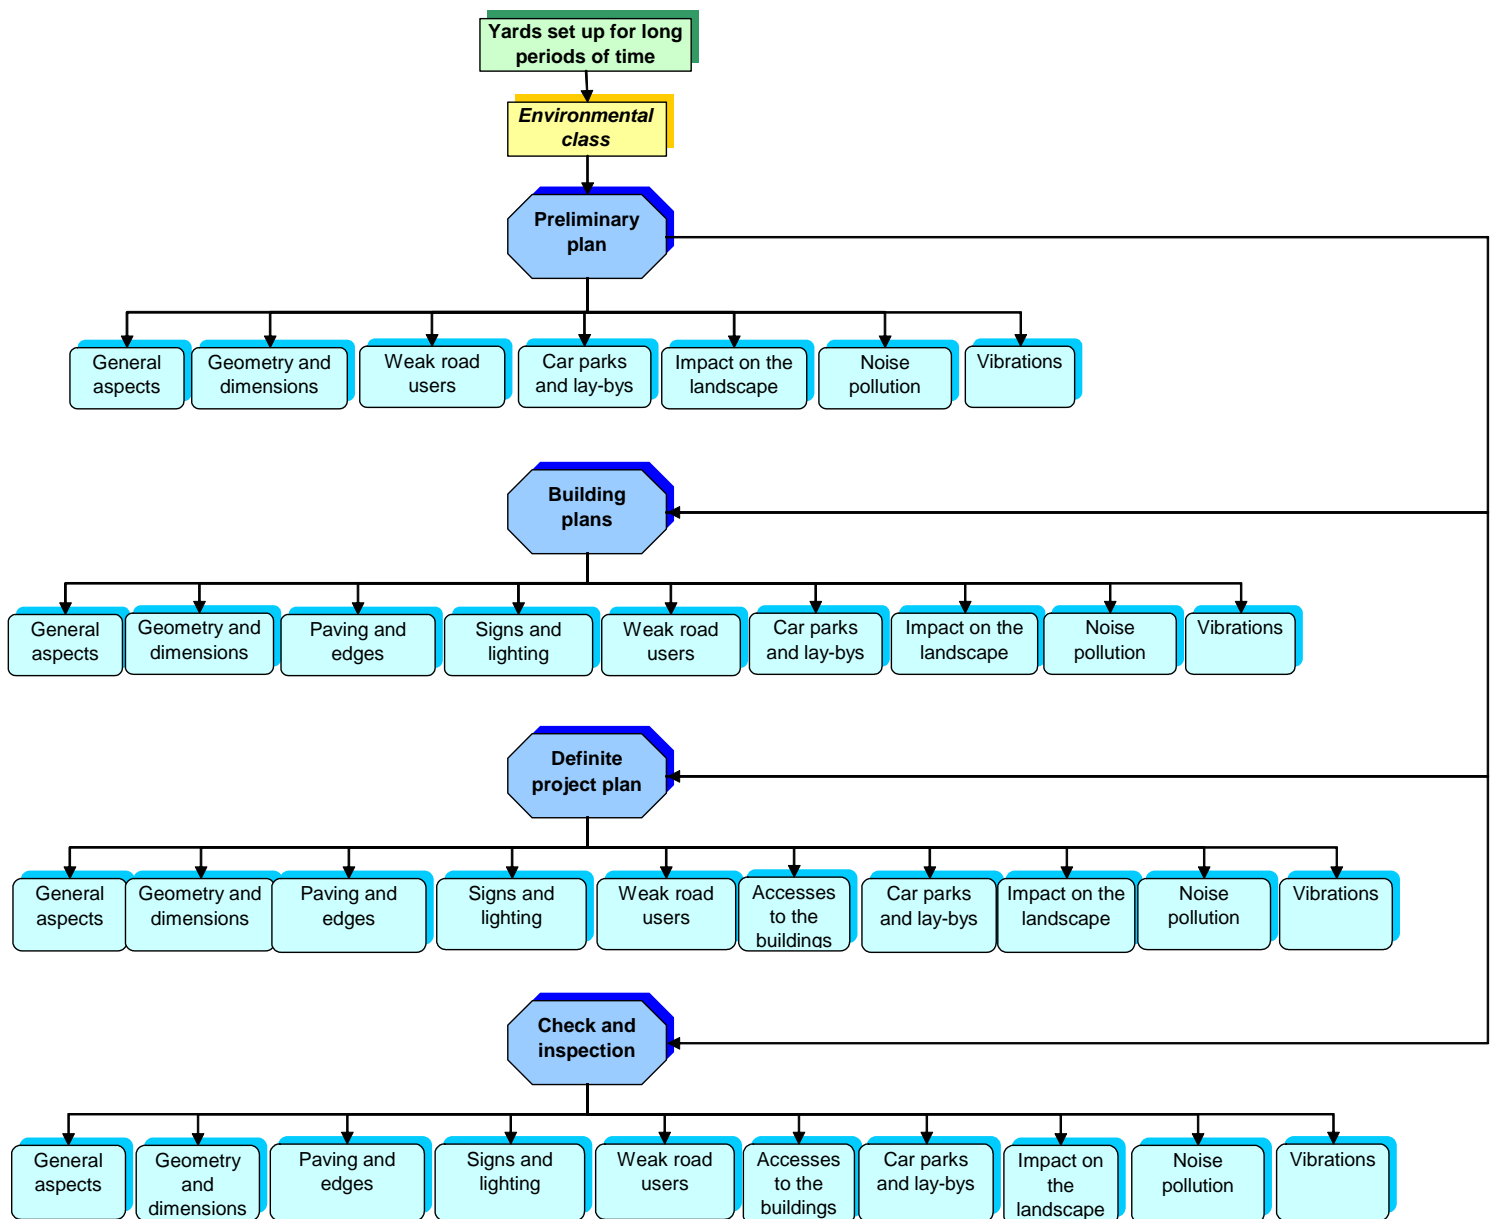 Yards set up for long
periods of time
Environmental
class
Preliminary
plan
General
aspects
Geometry and
dimensions
Weak road
users
Car parks
and lay-bys
Impact on the
landscape
Noise
pollution
Vibrations
Building
plans
General
aspects
Geometry and
dimensions
Paving and
edges
Signs and
lighting
Weak road
users
Car parks
and lay-bys
Impact on the
landscape
Noise
pollution
Vibrations
Definite
project plan
General
aspects
Geometry and
dimensions
Paving and
edges
Signs and
lighting
Weak road
users
Accesses
to the
buildings
Car parks
and lay-bys
Impact on the
landscape
Noise
pollution
Vibrations
Check and
inspection
General
aspects
Geometry
and
dimensions
Paving and
edges
Signs and
lighting
Weak road
users
Accesses
to the
buildings
Car parks
and lay-bys
Impact on
the
landscape
Noise
pollution
Vibrations